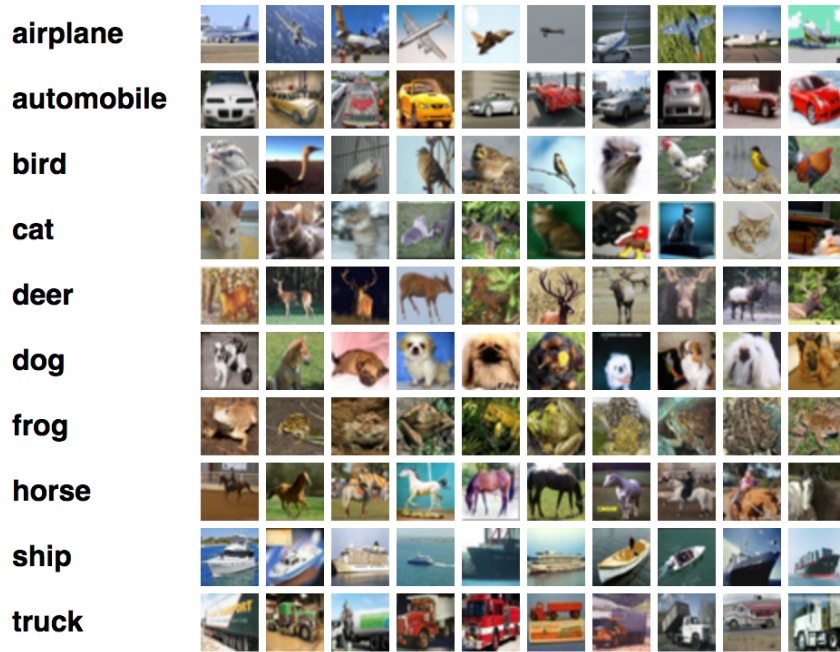 airplane
automobile
bird
cat
deer
dog
frog
horse
ship
truck